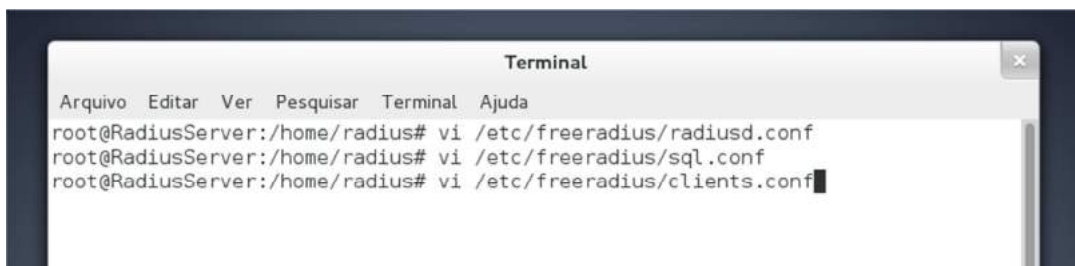 Terminal
Arquivo Editar Ver Pesquisar Terminal Ajuda
root@RadiusServer:/home/radius# vi /etc/freeradius/radiusd.conf
root@RadiusServer:/home/radius# vi /etc/freeradius/sql.conf
root@RadiusServer:/home/radius# vi /etc/freeradius/clients.conf